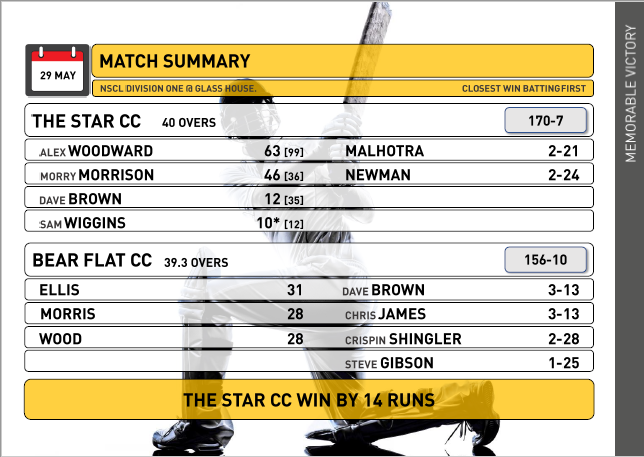 MEMORABLE VICTORY
29 MAY
MATCH SUMMARY
NSCL DIVISION ONE @ GLASS HOUSE. CLOSEST WIN BATTING FIRST
THE STAR CC 40 OVERS 170-7
ALEX WOODWARD 63 [99] MALHOTRA 2-21
MORRY MORRISON 46 [36] NEWMAN 2-24
DAVE BROWN 12 [35]
SAM WIGGINS 10* [12]
BEAR FLAT CC 39.3 OVERS 156-10
ELLIS 31 DAVE BROWN 3-13
MORRIS 28 CHRIS JAMES 3-13
WOOD 28 CRISPIN SHINGLER 2-28
STEVE GIBSON 1-25
THE STAR CC WIN BY 14 RUNS